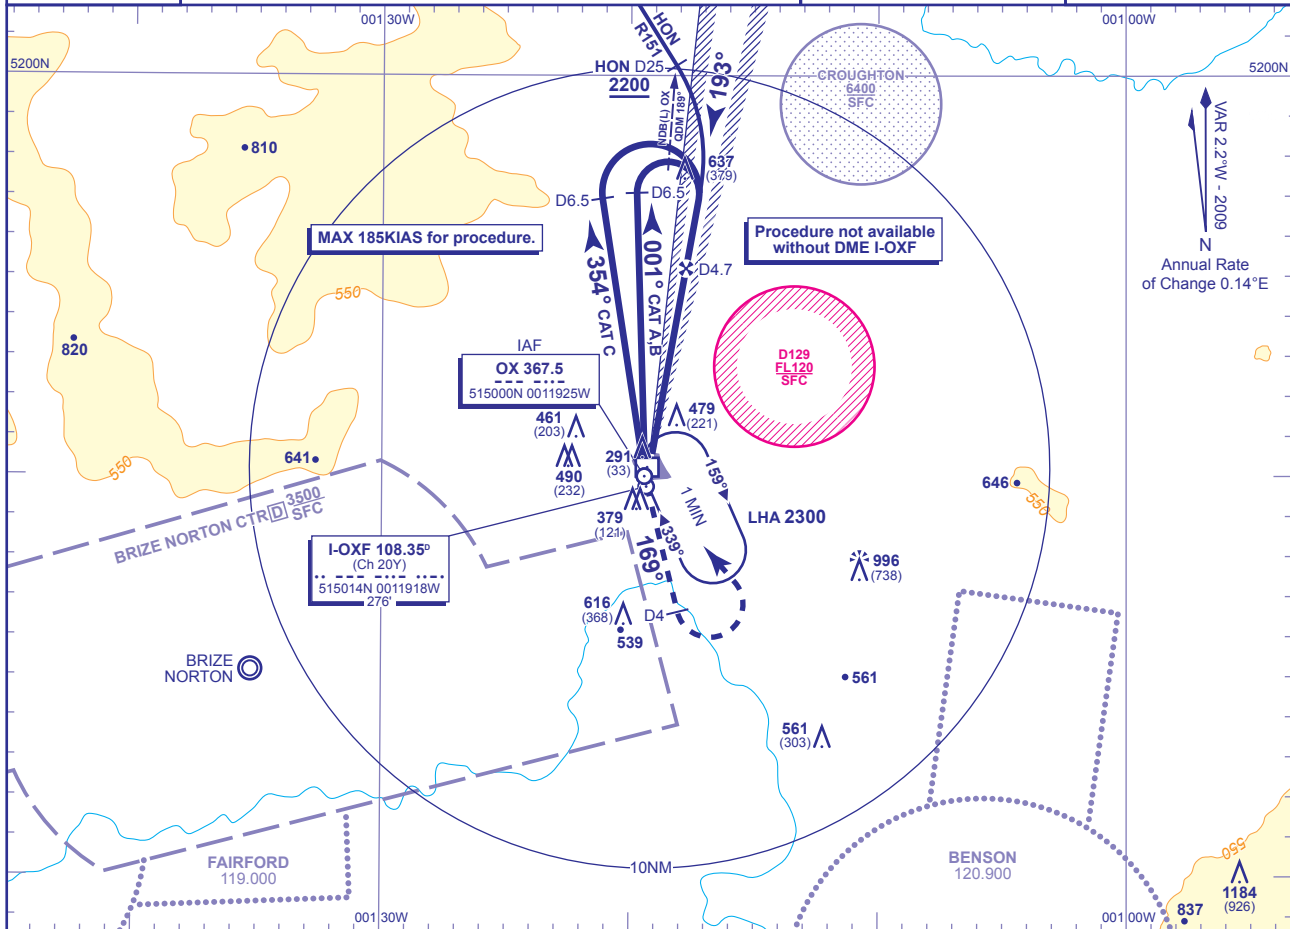 001 30W
001 00W
5200N
5200N
HON
R151
HON D25
2200
193°
NDB(L) OX
QDM 189°
CROUGHTON
6400
SFC
VAR 2.2°W - 2009
N
Annual Rate
of Change 0.14°E
810
637
(379)
D6.5
D6.5
MAX 185KIAS for procedure.
Procedure not available
without DME I-OXF
354° CAT C
001° CAT A,B
D4.7
550
820
IAF
OX 367.5
515000N 0011925W
D129
FL120
SFC
461
(203)
479
(221)
641
291
(33)
490
(232)
550
159°
1 MIN
339°
646
550
BRIZE NORTON CTR D 3500
SFC
379
(121)
LHA 2300
169°
I-OXF 108.35D
(Ch 20Y)
515014N 0011918W
276'
996
(738)
616
(368)
D4
539
BRIZE
NORTON
561
561
(303)
10NM
FAIRFORD
119.000
BENSON
120.900
550
1184
(926)
837
001 30W
001 00W